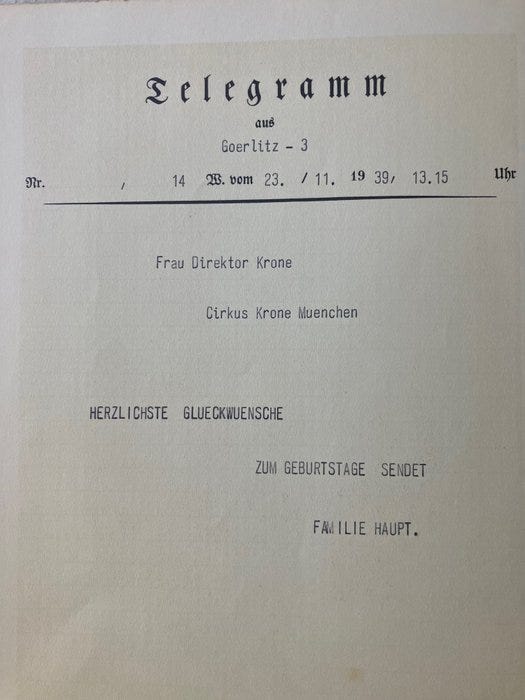 Telegramm
aus
Goerlitz - 3
Nr. / 14 W. vom 23. / 11. 19 39, 13.15 Uhr
Frau Direktor Krone
Cirkus Krone Muenchen
HERZLICHSTE GLUECKWUENSCHE
ZUM GEBURTSTAGE SENDET
FAMILIE HAUPT.